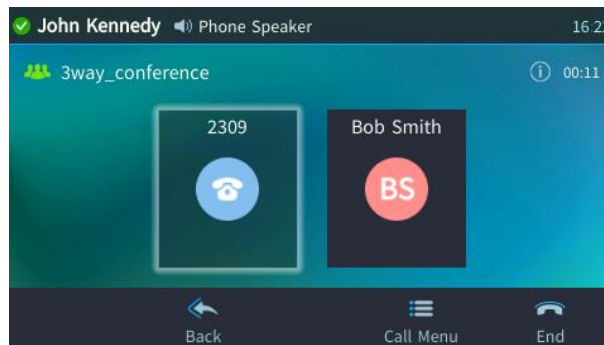 John Kennedy Phone Speaker
3way_conference 00:11
2309 Bob Smith
BS
Back Call Menu End